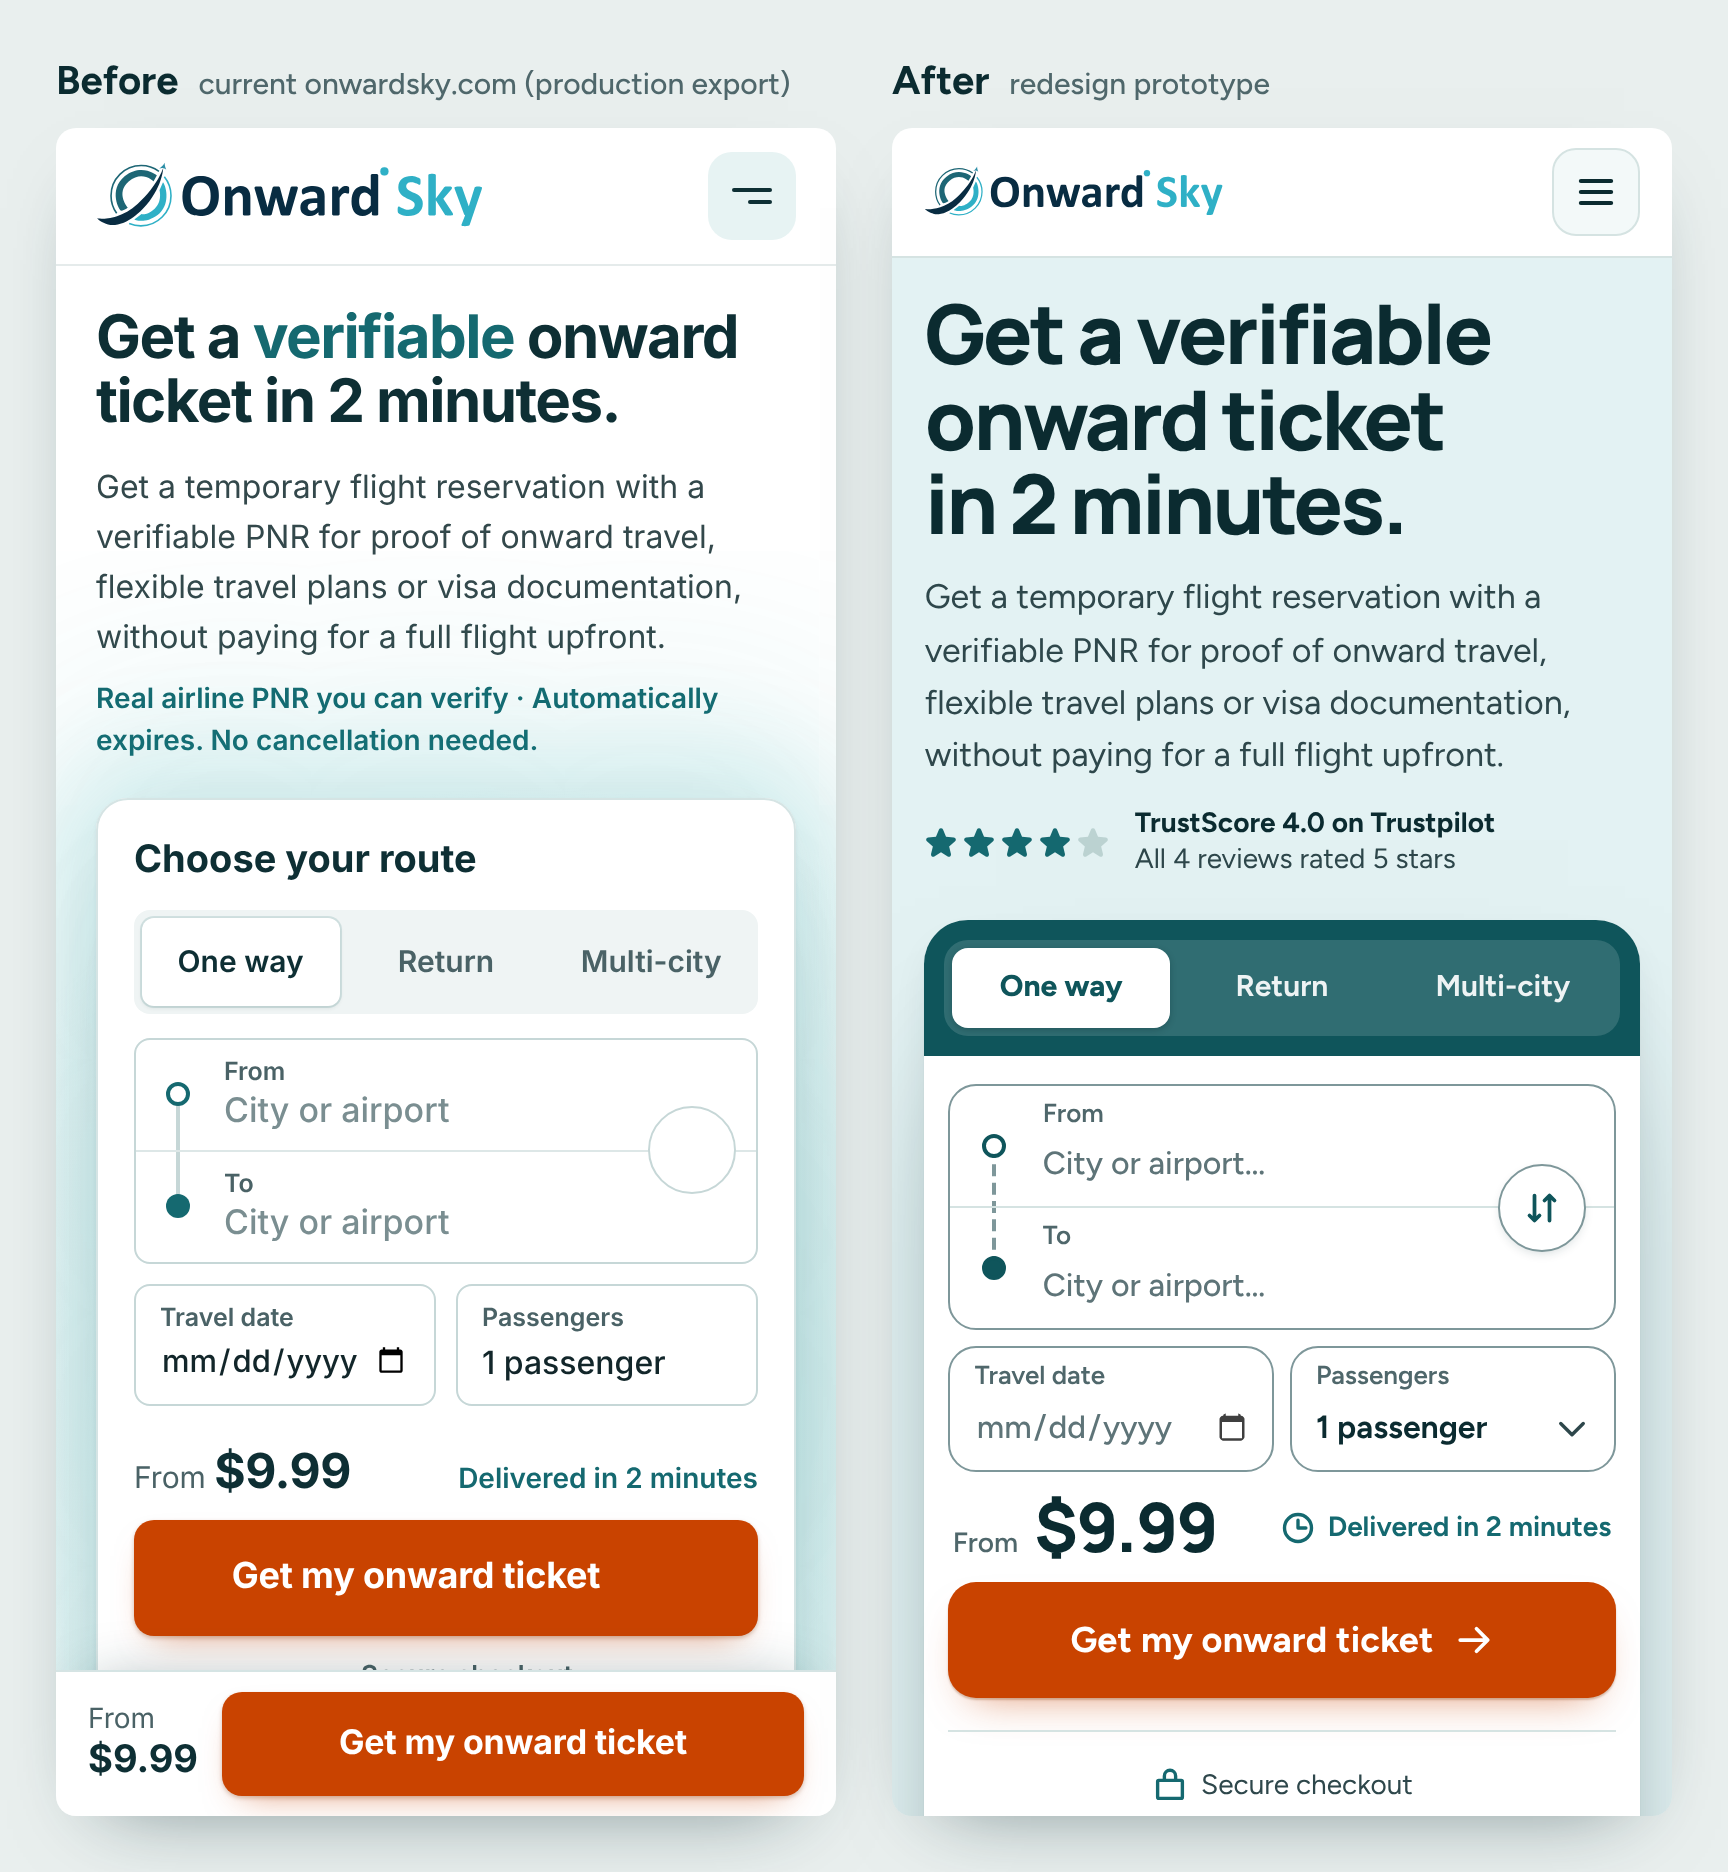 Before current onwardsky.com (production export)
Onward Sky
Get a verifiable onward
ticket in 2 minutes.
Get a temporary flight reservation with a
verifiable PNR for proof of onward travel,
flexible travel plans or visa documentation,
without paying for a full flight upfront.
Real airline PNR you can verify · Automatically
expires. No cancellation needed.
Choose your route
One way Return Multi-city
From
City or airport
To
City or airport
Travel date Passengers
mm/dd/yyyy 1 passenger
From $9.99 Delivered in 2 minutes
Get my onward ticket
Secure checkout
From
$9.99
Get my onward ticket
After redesign prototype
Onward Sky
Get a verifiable
onward ticket
in 2 minutes.
Get a temporary flight reservation with a
verifiable PNR for proof of onward travel,
flexible travel plans or visa documentation,
without paying for a full flight upfront.
TrustScore 4.0 on Trustpilot
All 4 reviews rated 5 stars
One way Return Multi-city
From
City or airport...
To
City or airport...
Travel date Passengers
mm/dd/yyyy 1 passenger
From $9.99 Delivered in 2 minutes
Get my onward ticket →
Secure checkout